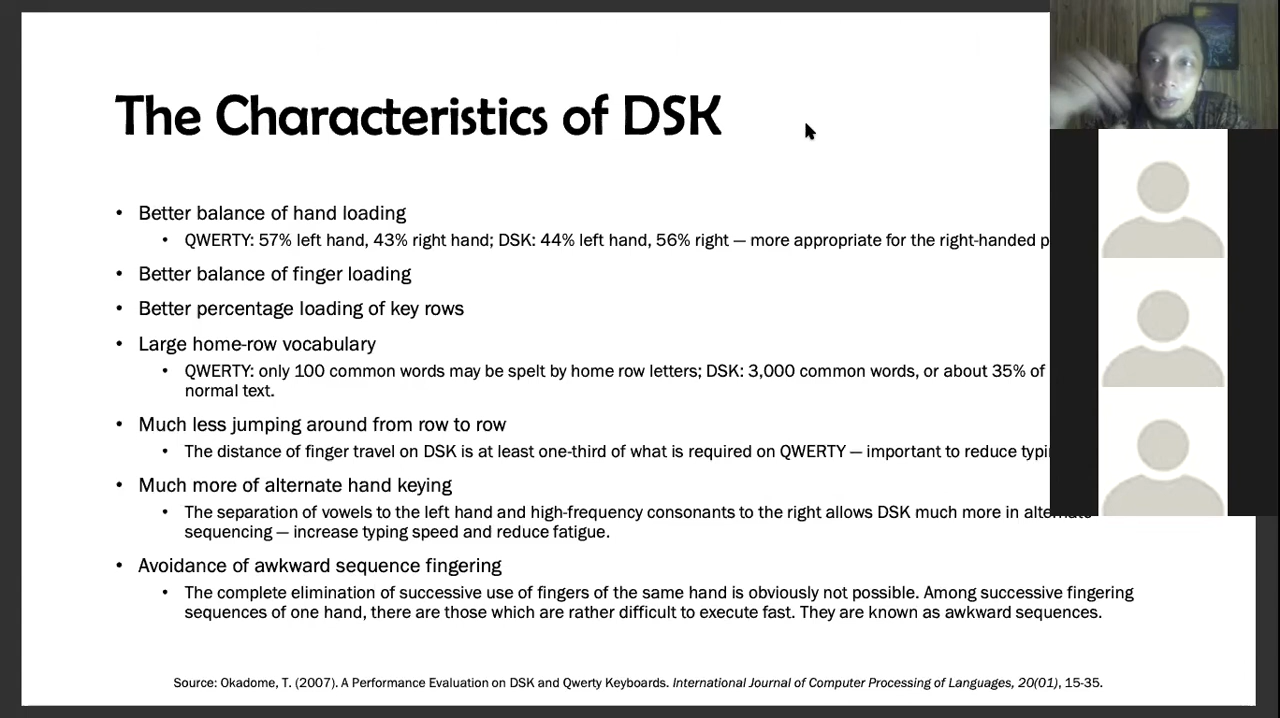 The Characteristics of DSK
• Better balance of hand loading
• QWERTY: 57% left hand, 43% right hand; DSK: 44% left hand, 56% right — more appropriate for the right-handed
• Better balance of finger loading
• Better percentage loading of key rows
• Large home-row vocabulary
• QWERTY: only 100 common words may be spelt by home row letters; DSK: 3,000 common words, or about 35% of
normal text.
• Much less jumping around from row to row
• The distance of finger travel on DSK is at least one-third of what is required on QWERTY — important to reduce
• Much more of alternate hand keying
• The separation of vowels to the left hand and high-frequency consonants to the right allows DSK much more in alternate
sequencing — increase typing speed and reduce fatigue.
• Avoidance of awkward sequence fingering
• The complete elimination of successive use of fingers of the same hand is obviously not possible. Among successive fingering
sequences of one hand, there are those which are rather difficult to execute fast. They are known as awkward sequences.
Source: Okadome, T. (2007). A Performance Evaluation on DSK and Qwerty Keyboards. International Journal of Computer Processing of Languages, 20(01), 15-35.